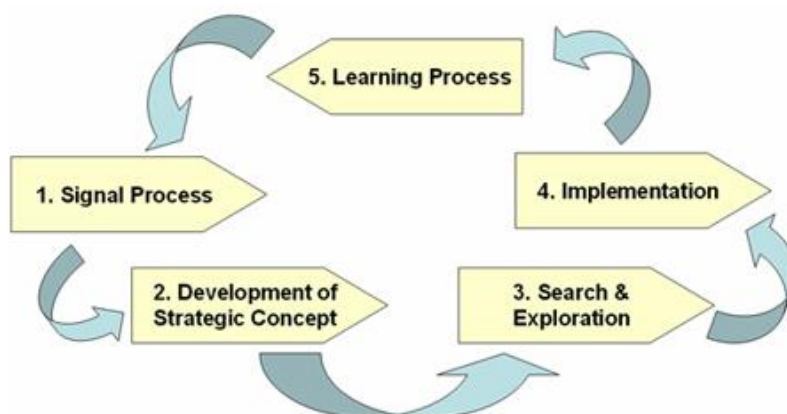 5. Learning Process
1. Signal Process
4. Implementation
2. Development of
Strategic Concept
3. Search &
Exploration